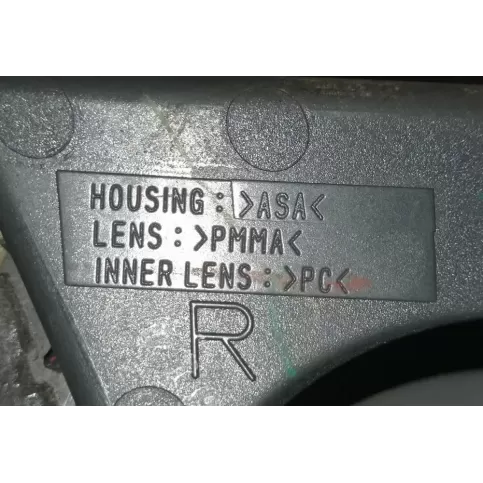 HOUSING : >ASA<
LENS : >PMMA<
INNER LENS : >PC<
R